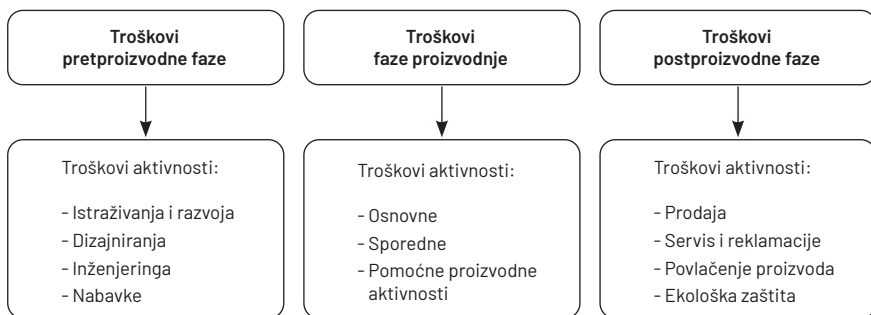 Troškovi
pretproizvodne faze
Troškovi
faze proizvodnje
Troškovi
postproizvodne faze
Troškovi aktivnosti:
- Istraživanja i razvoja
- Dizajniranja
- Inženjeringa
- Nabavke
Troškovi aktivnosti:
- Osnovne
- Sporedne
- Pomoćne proizvodne
aktivnosti
Troškovi aktivnosti:
- Prodaja
- Servis i reklamacije
- Povlačenje proizvoda
- Ekološka zaštita